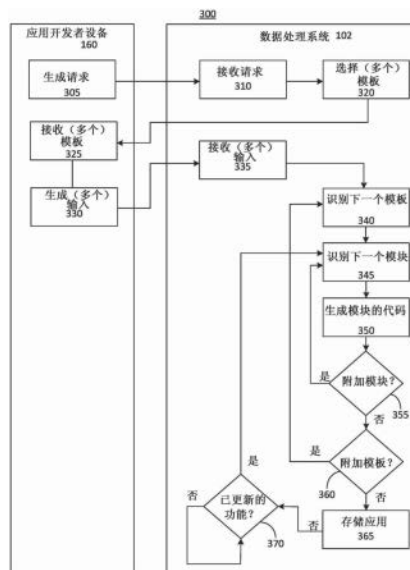 300
应用开发者设备
160
数据处理系统 102
生成请求
305
接收请求
310
选择（多个）
模板
320
接收（多个）
模板
325
接收（多个）
输入 335
生成（多个）
输入 330
识别下一个模板
340
识别下一个模块
345
生成模块的代码
350
是
附加模块？
355
否
是
附加模板？
360
否
是
否
已更新的
功能？
370
否
存储应用
365